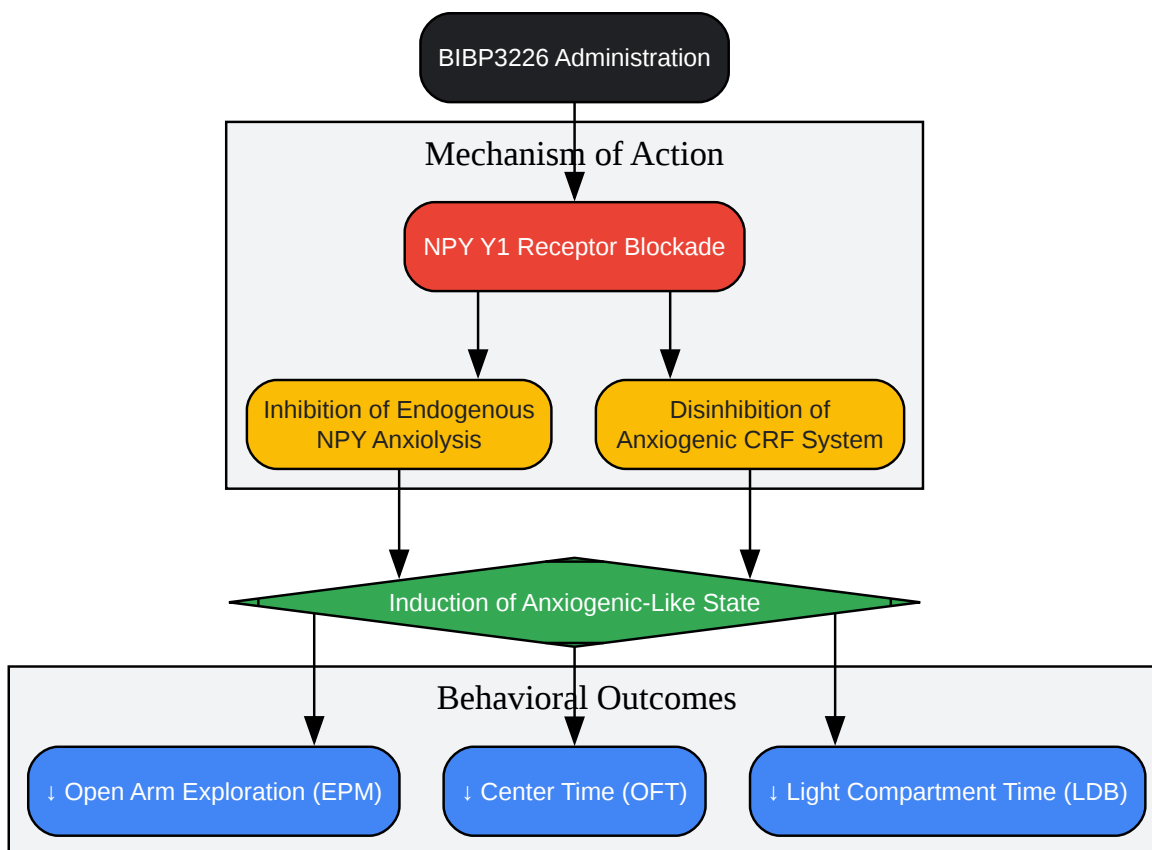 BIBP3226 Administration
Mechanism of Action
NPY Y1 Receptor Blockade
Inhibition of Endogenous
NPY Anxiolysis
Disinhibition of
Anxiogenic CRF System
Induction of Anxiogenic-Like State
Behavioral Outcomes
↓ Open Arm Exploration (EPM)
↓ Center Time (OFT)
↓ Light Compartment Time (LDB)